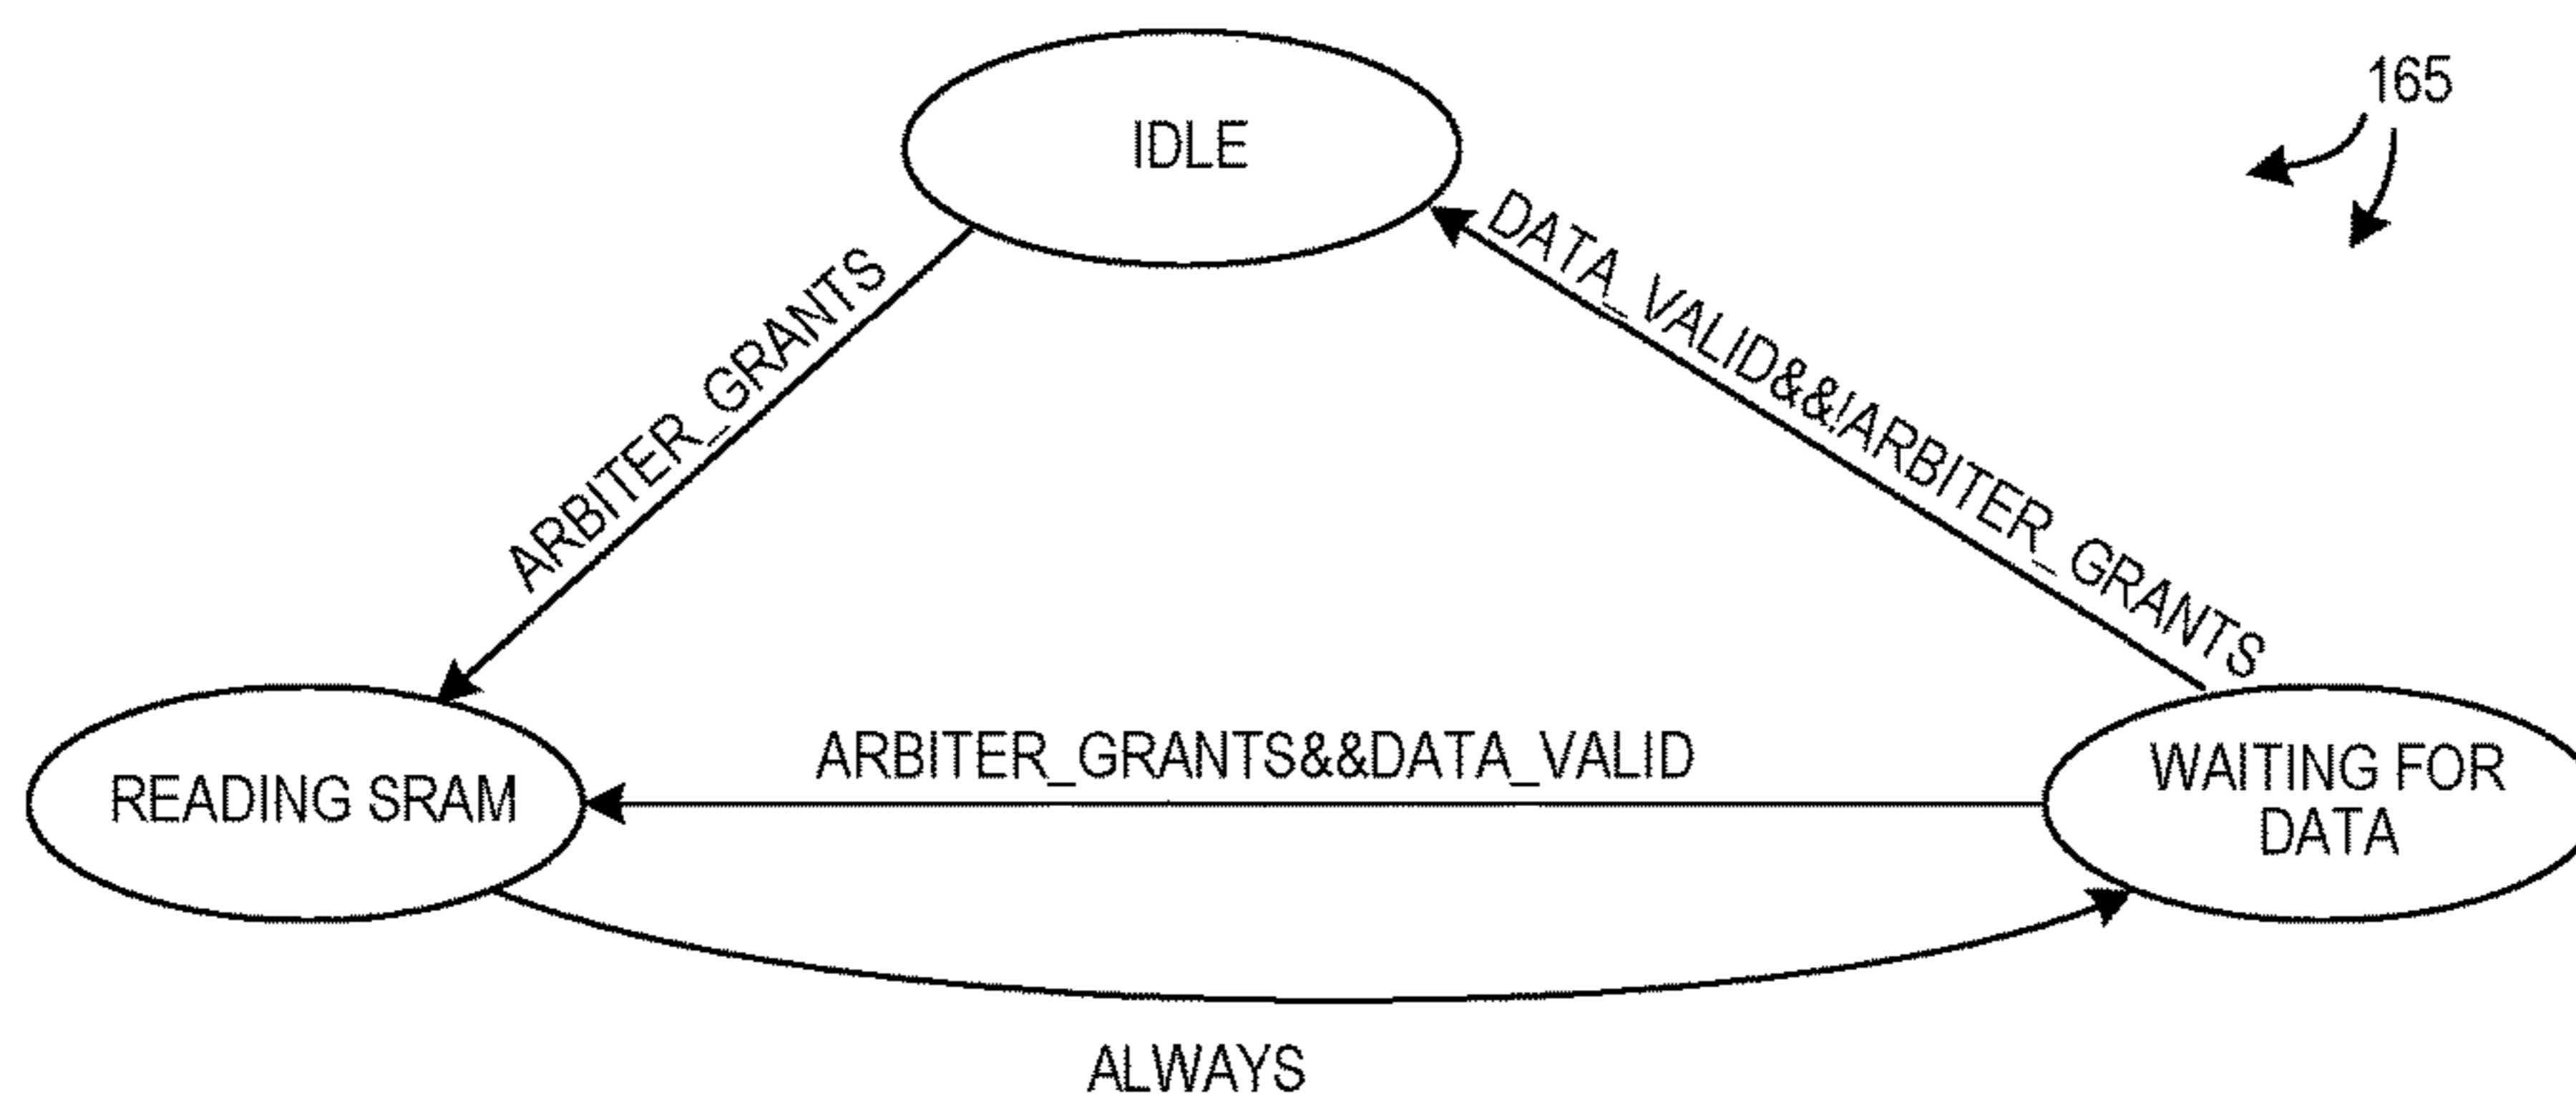 165
IDLE
ARBITER_GRANTS
DATA_VALID&&!ARBITER_GRANTS
ARBITER_GRANTS&&DATA_VALID
READING SRAM
WAITING FOR
DATA
ALWAYS